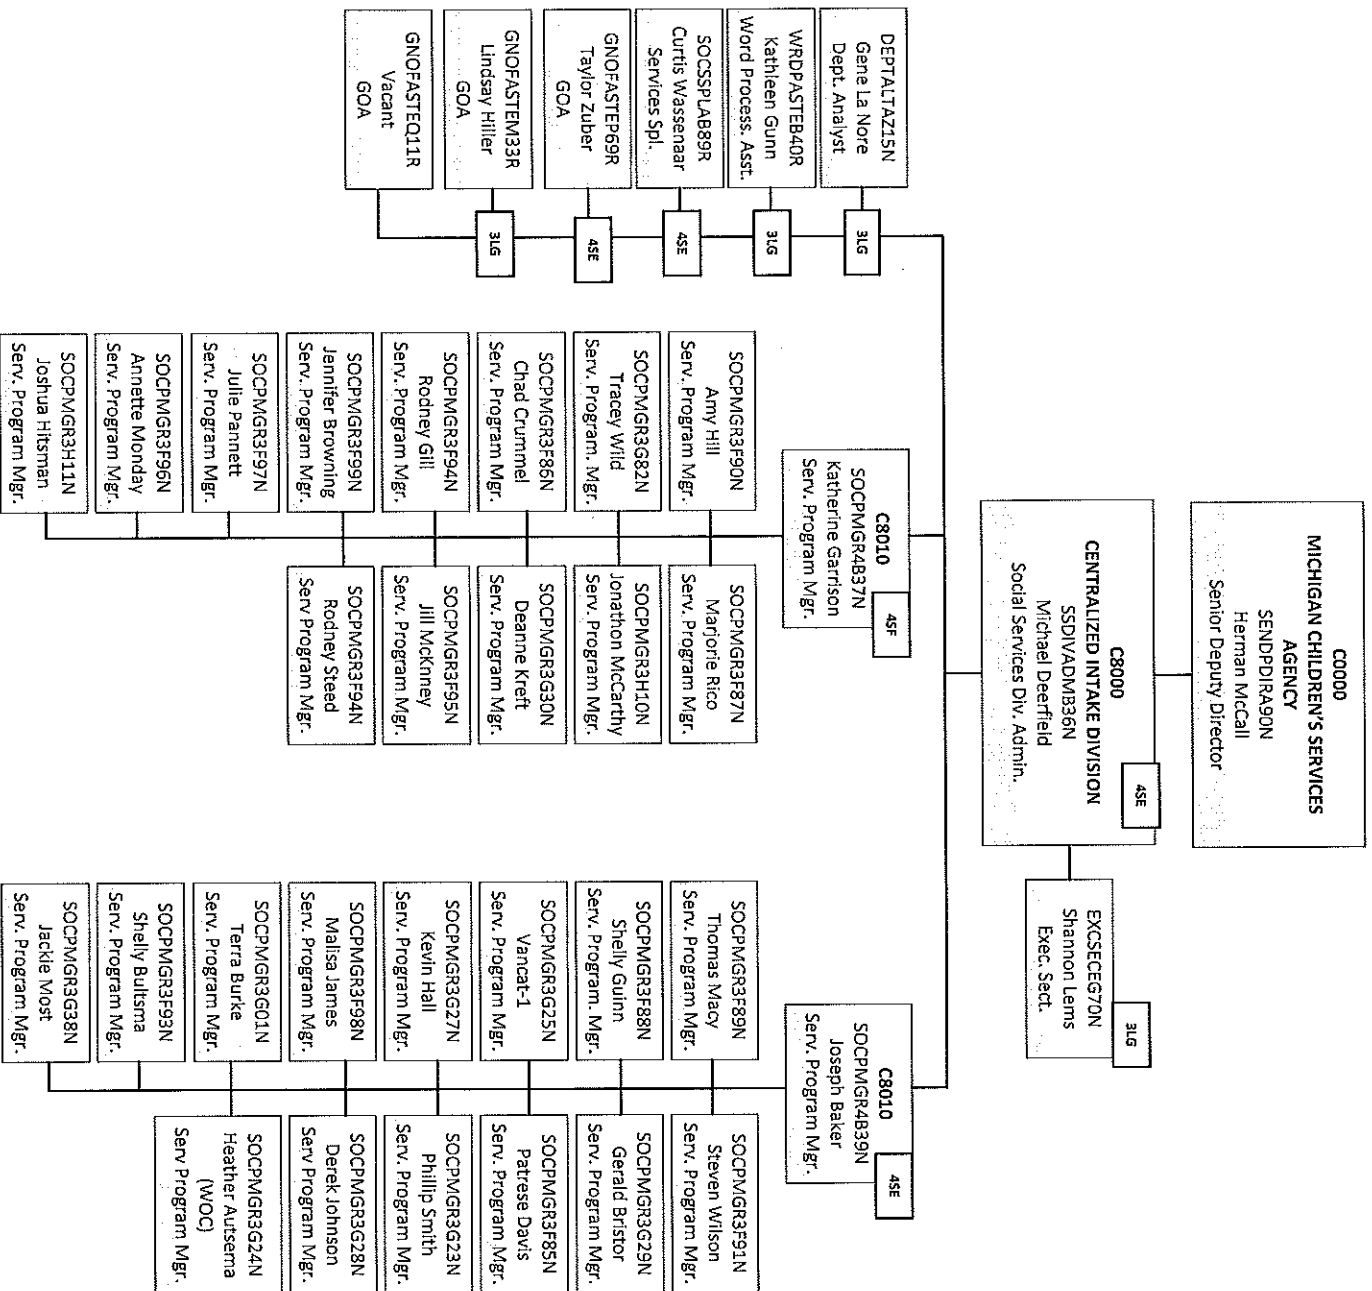 C0000
MICHIGAN CHILDREN'S SERVICES
AGENCY
SENDPDIRA90N
Herman McCall
Senior Deputy Director
C8000
CENTRALIZED INTAKE DIVISION
SSDIVADMB36N
Michael Deerfield
Social Services Div. Admin.
4SE
EXCSECEG70N
Shannon Lems
Exec. Sect.
3LG
DEPTALTAZ15N
Gene La Nore
Dept. Analyst
3LG
WRDPASTEB40R
Kathleen Gunn
Word Process. Asst.
3LG
SOCSSPLAB89R
Curtis Wassenaar
Services Spl.
4SE
GNOFASTEP69R
Taylor Zuber
GOA
4SE
GNOFASTEM33R
Lindsay Hiller
GOA
3LG
GNOFASTEQ11R
Vacant
GOA
C8010
SOCPMGR4B37N
Katherine Garrison
Serv. Program Mgr.
4SF
SOCPMGR3F90N
Amy Hill
Serv. Program Mgr.
SOCPMGR3F87N
Marjorie Rico
Serv. Program Mgr.
SOCPMGR3G82N
Tracey Wild
Serv. Program. Mgr.
SOCPMGR3H10N
Jonathon McCarthy
Serv. Program Mgr.
SOCPMGR3F86N
Chad Crummel
Serv. Program Mgr.
SOCPMGR3G30N
Deanne Kreft
Serv. Program Mgr.
SOCPMGR3F94N
Rodney Gill
Serv. Program Mgr.
SOCPMGR3F95N
Jill McKnney
Serv. Program Mgr.
SOCPMGR3F99N
Jennifer Browning
Serv. Program Mgr.
SOCPMGR3F94N
Rodney Steed
Serv Program Mgr.
SOCPMGR3F97N
Julie Pannett
Serv. Program Mgr.
SOCPMGR3F96N
Annette Monday
Serv. Program Mgr.
SOCPMGR3H11N
Joshua Hitsman
Serv. Program Mgr.
C8010
SOCPMGR4B39N
Joseph Baker
Serv. Program Mgr.
4SE
SOCPMGR3F89N
Thomas Macy
Serv. Program Mgr.
SOCPMGR3F91N
Steven Wilson
Serv. Program Mgr.
SOCPMGR3F88N
Shelly Guinn
Serv. Program. Mgr.
SOCPMGR3G29N
Gerald Bristor
Serv. Program Mgr.
SOCPMGR3G25N
Vancat-1
Serv. Program Mgr.
SOCPMGR3F85N
Patrese Davis
Serv. Program Mgr.
SOCPMGR3G27N
Kevin Hall
Serv. Program Mgr.
SOCPMGR3G23N
Phillip Smith
Serv. Program Mgr.
SOCPMGR3F98N
Malisa James
Serv. Program Mgr.
SOCPMGR3G28N
Derek Johnson
Serv Program Mgr.
SOCPMGR3G01N
Terra Burke
Serv. Program Mgr.
SOCPMGR3G24N
Heather Autsema
(WOC)
Serv Program Mgr.
SOCPMGR3F93N
Shelly Bultsma
Serv. Program Mgr.
SOCPMGR3G38N
Jackie Most
Serv. Program Mgr.